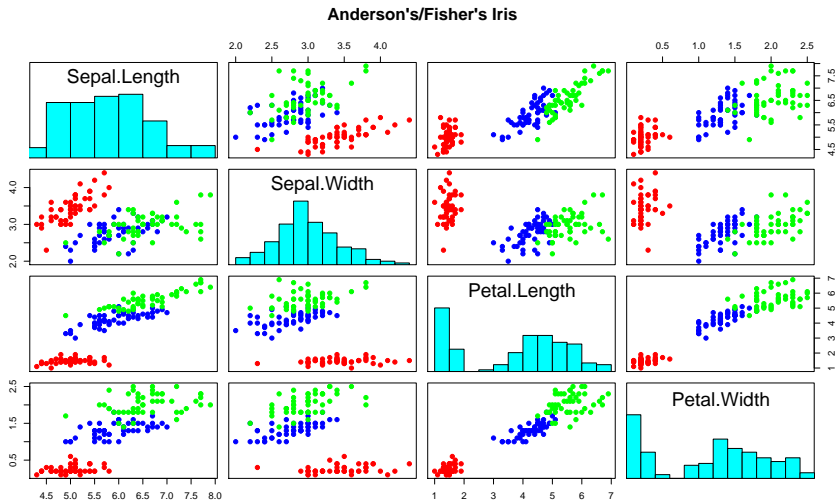 Anderson's/Fisher's Iris
2.0 2.5 3.0 3.5 4.0
0.5 1.0 1.5 2.0 2.5
Sepal.Length
4.5 5.5 6.5 7.5
2.0 3.0 4.0
Sepal.Width
Petal.Length
1 2 3 4 5 6 7
0.5 1.5 2.5
Petal.Width
4.5 5.0 5.5 6.0 6.5 7.0 7.5 8.0
1 2 3 4 5 6 7